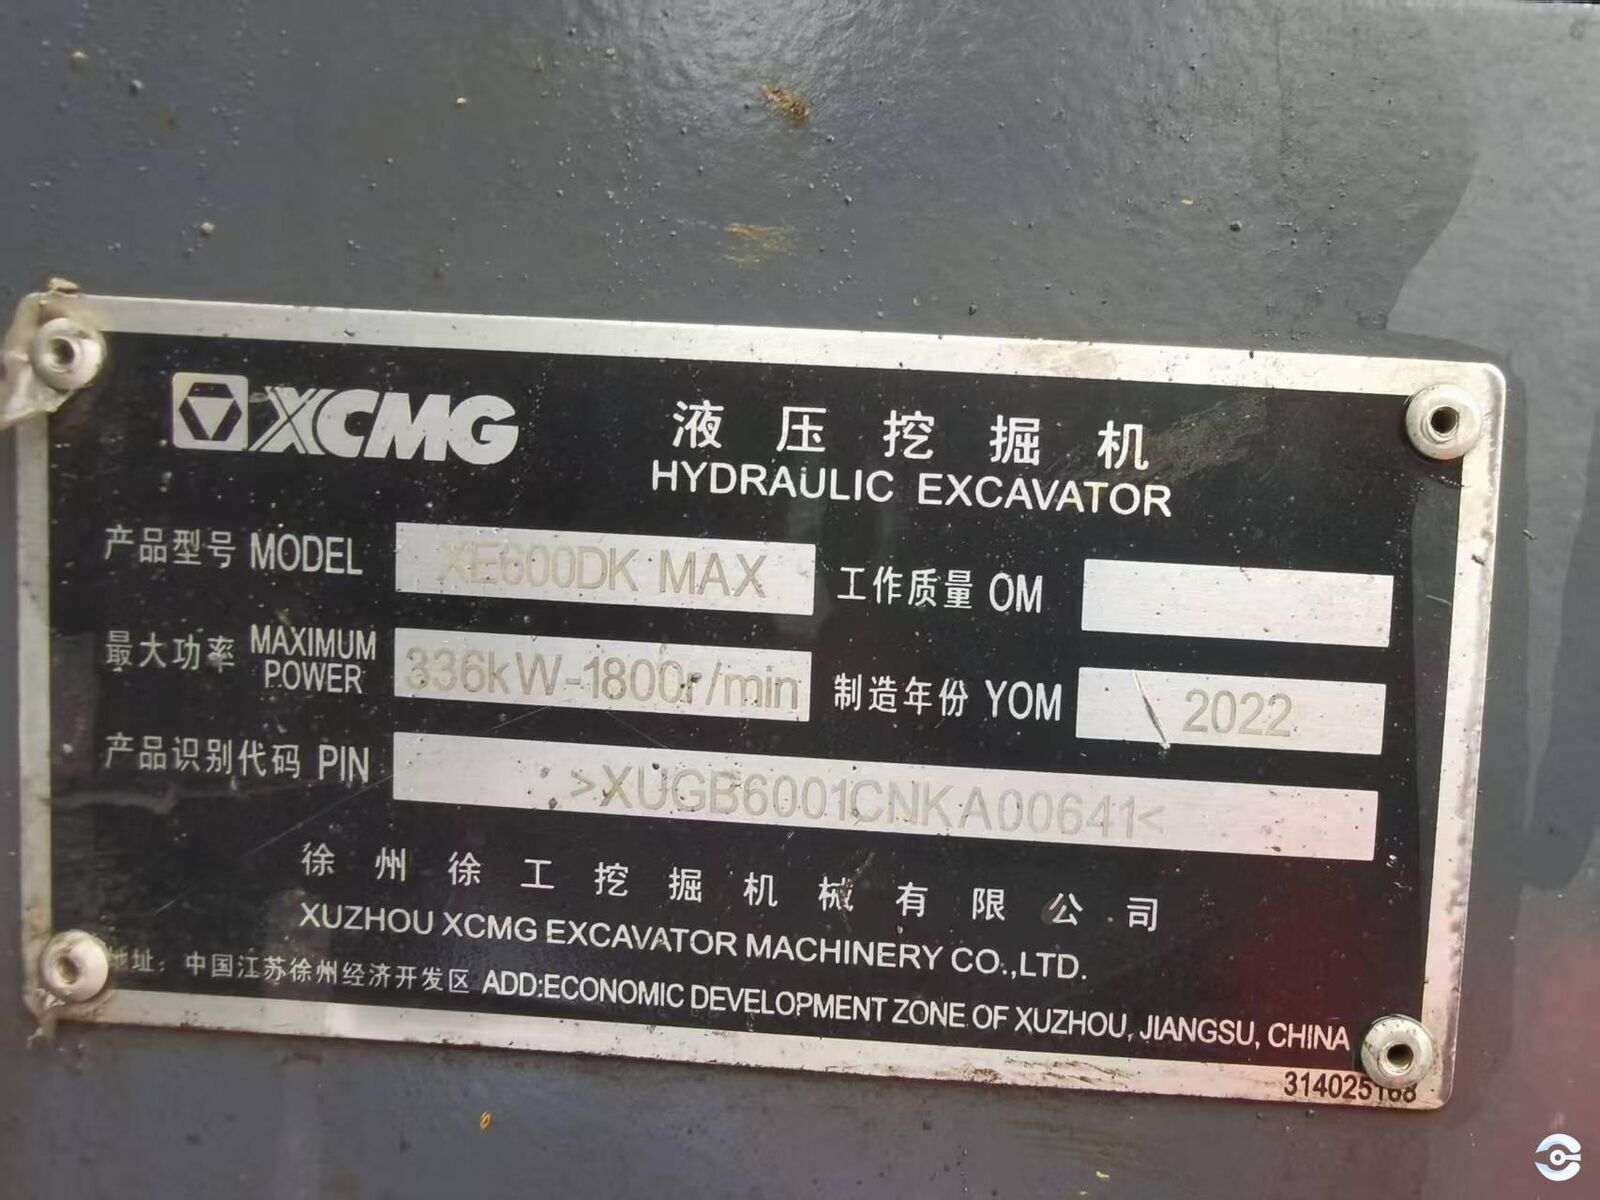 XCMG
液压挖掘机
HYDRAULIC EXCAVATOR
产品型号 MODEL XE600DK MAX 工作质量 OM
最大功率 MAXIMUM POWER 336kW-1800r/min 制造年份 YOM 2022
产品识别代码 PIN >XUGB6001CNKA00641<
徐州徐工挖掘机械有限公司
XUZHOU XCMG EXCAVATOR MACHINERY CO.,LTD.
地址：中国江苏徐州经济开发区 ADD:ECONOMIC DEVELOPMENT ZONE OF XUZHOU, JIANGSU, CHINA
314025168